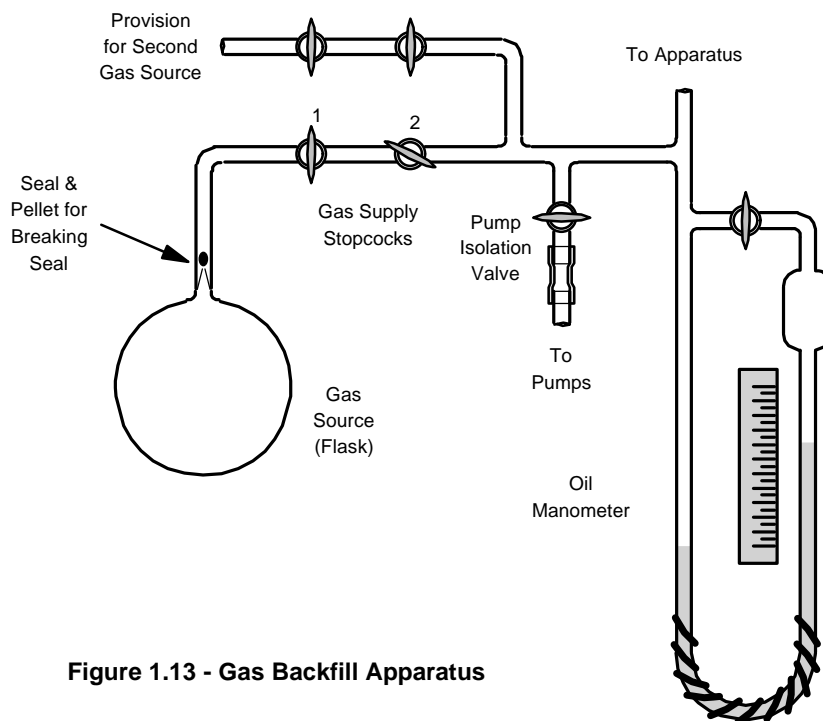 Provision
for Second
Gas Source
To Apparatus
1
2
Seal &
Pellet for
Breaking
Seal
Gas Supply
Stopcocks
Pump
Isolation
Valve
To
Pumps
Gas
Source
(Flask)
Oil
Manometer
Figure 1.13 - Gas Backfill Apparatus